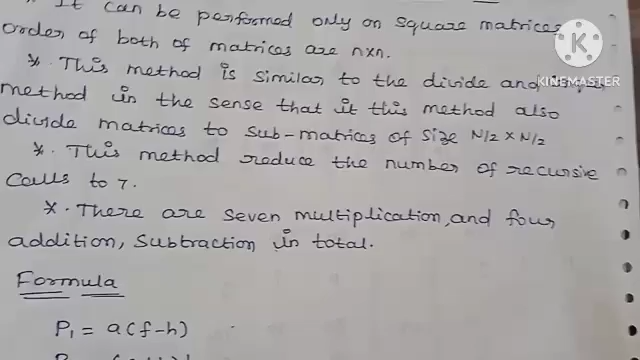 It can be performed only on square matrices
order of both of matrices are n×n.
*. This method is similar to the divide and
method in the sense that it this method also
divide matrices to sub-matrices of size N/2 × N/2
*. This method reduce the number of recursive
calls to 7.
*. There are seven multiplication, and four
addition, subtraction in total.
Formula
P₁ = a(f-h)
KINEMASTER